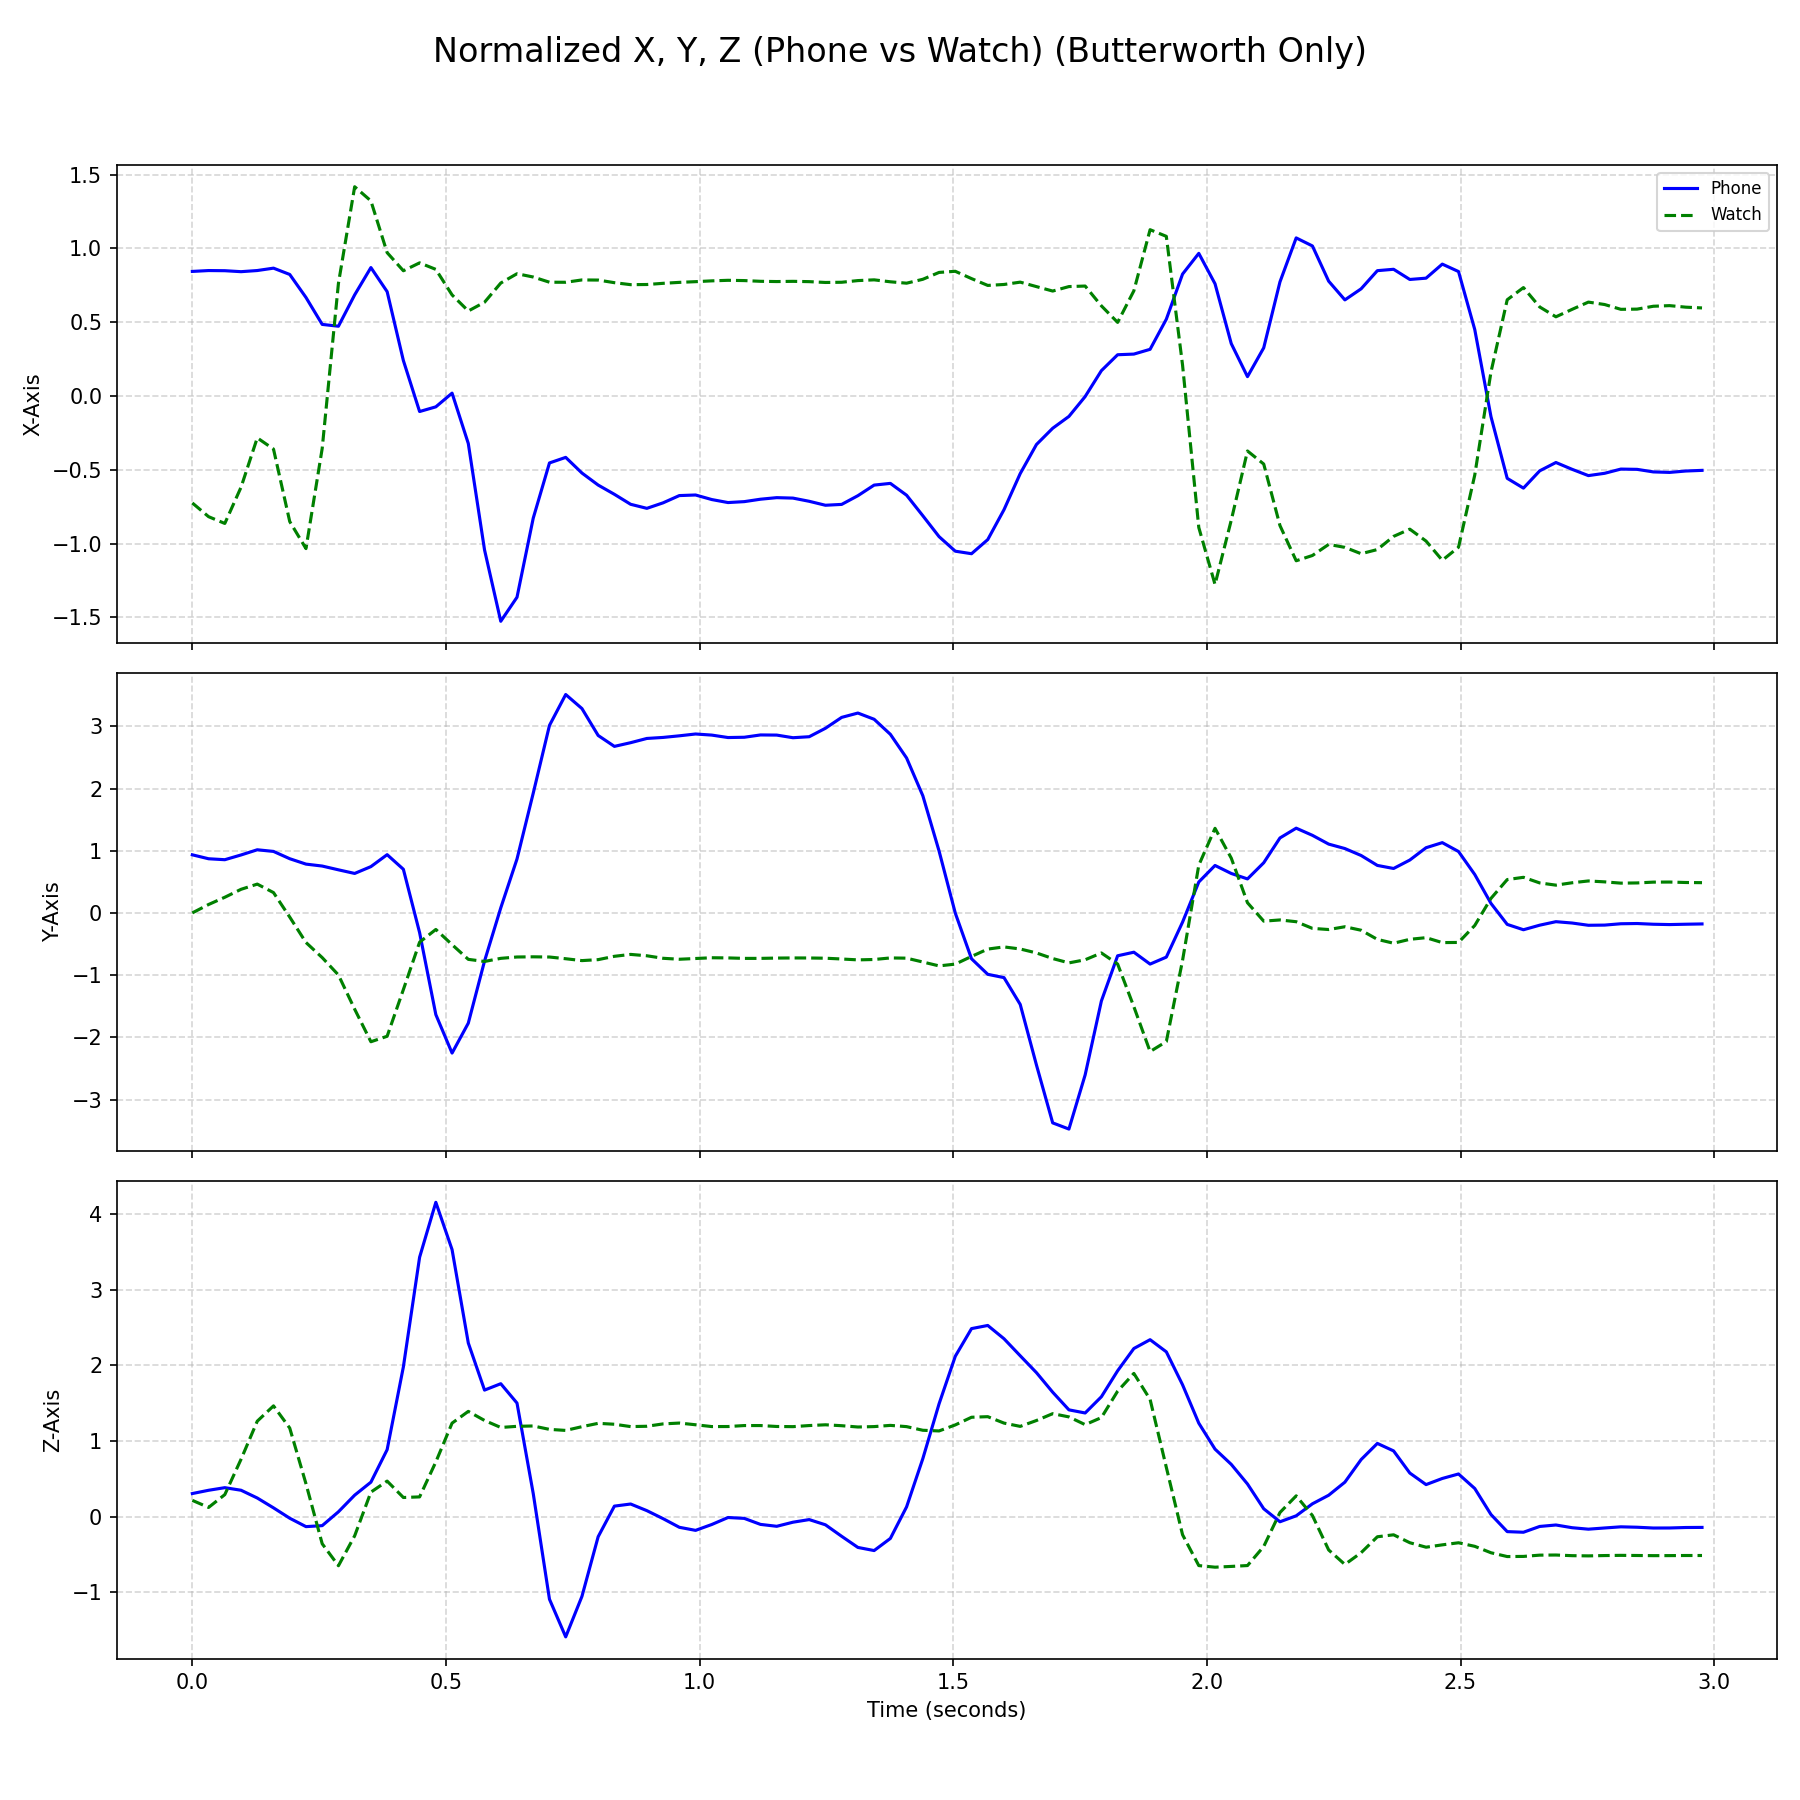 Normalized X, Y, Z (Phone vs Watch) (Butterworth Only)
1.5
1.0
0.5
0.0
−0.5
−1.0
−1.5
X-Axis
Phone
Watch
3
2
1
0
−1
−2
−3
Y-Axis
4
3
2
1
0
−1
Z-Axis
0.0 0.5 1.0 1.5 2.0 2.5 3.0
Time (seconds)